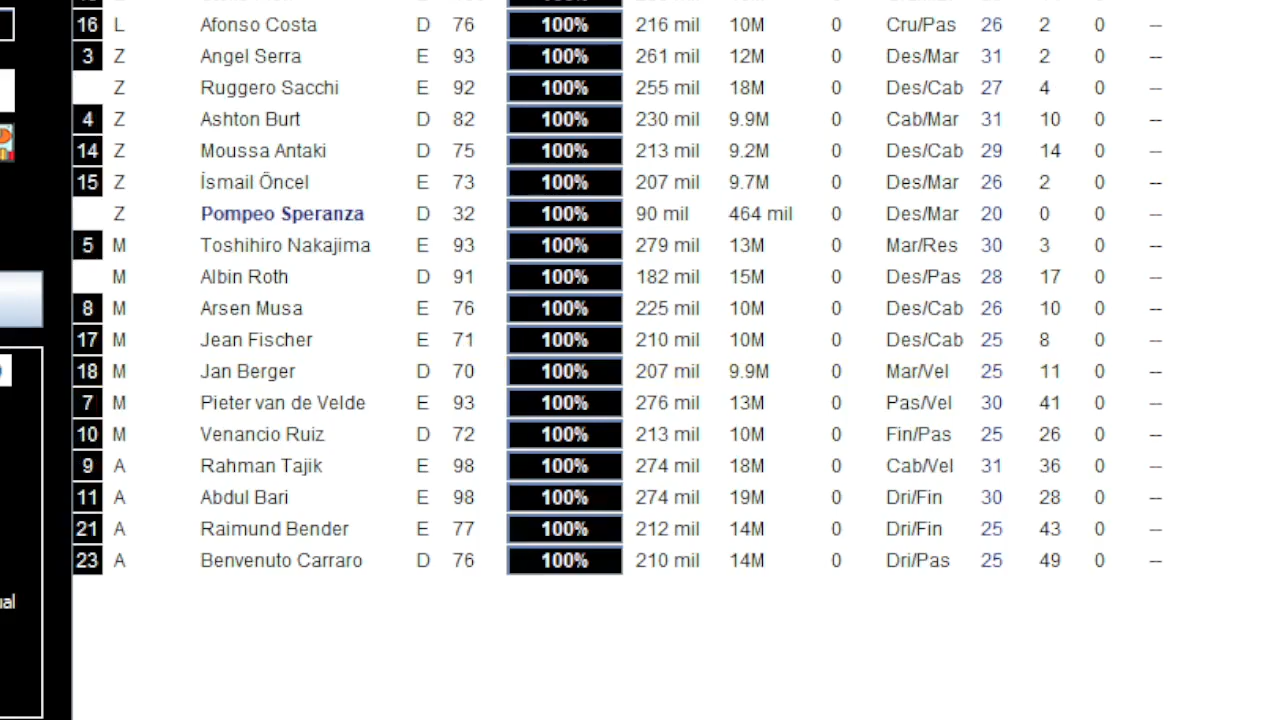 16 L Afonso Costa D 76 100% 216 mil 10M 0 Cru/Pas 26 2 0 --
3 Z Angel Serra E 93 100% 261 mil 12M 0 Des/Mar 31 2 0 --
Z Ruggero Sacchi E 92 100% 255 mil 18M 0 Des/Cab 27 4 0 --
4 Z Ashton Burt D 82 100% 230 mil 9.9M 0 Cab/Mar 31 10 0 --
14 Z Moussa Antaki D 75 100% 213 mil 9.2M 0 Des/Cab 29 14 0 --
15 Z Ísmail Öncel E 73 100% 207 mil 9.7M 0 Des/Mar 26 2 0 --
Z Pompeo Speranza D 32 100% 90 mil 464 mil 0 Des/Mar 20 0 0 --
5 M Toshihiro Nakajima E 93 100% 279 mil 13M 0 Mar/Res 30 3 0 --
M Albin Roth D 91 100% 182 mil 15M 0 Des/Pas 28 17 0 --
8 M Arsen Musa E 76 100% 225 mil 10M 0 Des/Cab 26 10 0 --
17 M Jean Fischer E 71 100% 210 mil 10M 0 Des/Cab 25 8 0 --
18 M Jan Berger D 70 100% 207 mil 9.9M 0 Mar/Vel 25 11 0 --
7 M Pieter van de Velde E 93 100% 276 mil 13M 0 Pas/Vel 30 41 0 --
10 M Venancio Ruiz D 72 100% 213 mil 10M 0 Fin/Pas 25 26 0 --
9 A Rahman Tajik E 98 100% 274 mil 18M 0 Cab/Vel 31 36 0 --
11 A Abdul Bari E 98 100% 274 mil 19M 0 Dri/Fin 30 28 0 --
21 A Raimund Bender E 77 100% 212 mil 14M 0 Dri/Fin 25 43 0 --
23 A Benvenuto Carraro D 76 100% 210 mil 14M 0 Dri/Pas 25 49 0 --